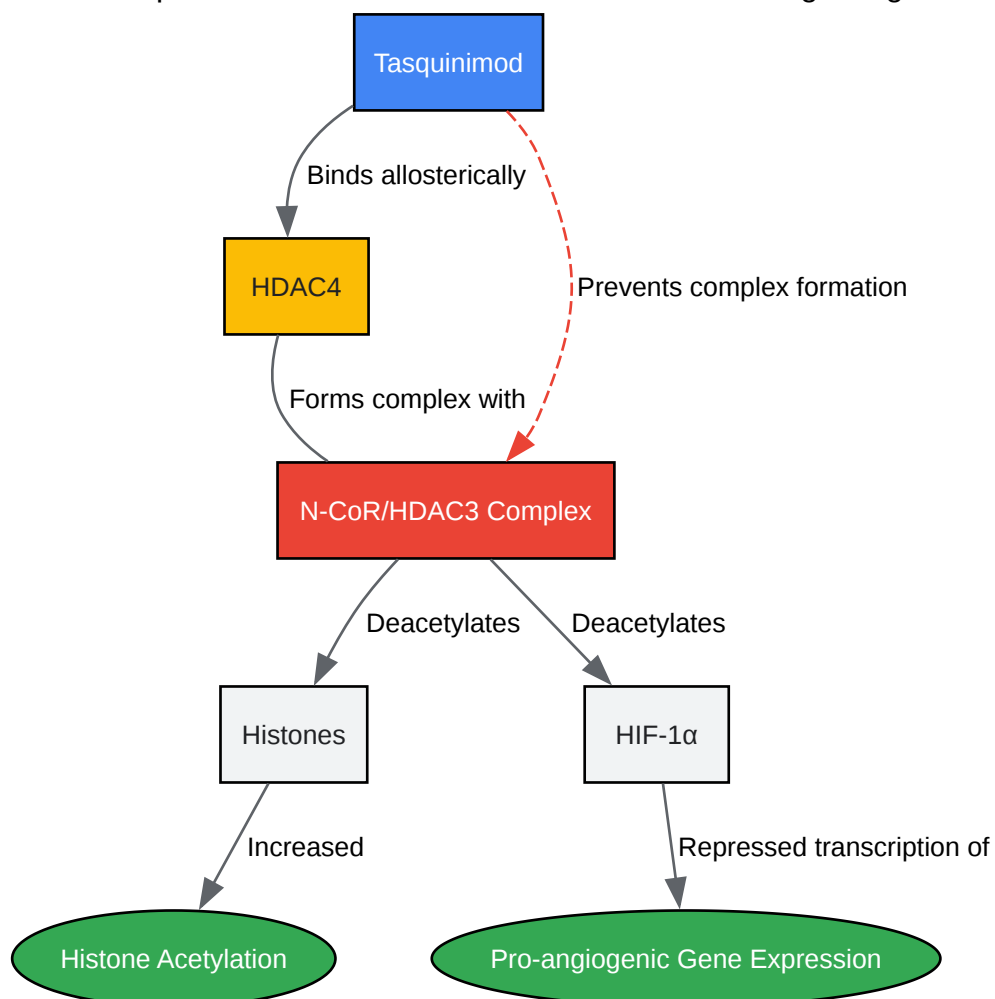 Tasquinimod
Binds allosterically
HDAC4
Prevents complex formation
Forms complex with
N-CoR/HDAC3 Complex
Deacetylates
Deacetylates
Histones
HIF-1α
Increased
Repressed transcription of
Histone Acetylation
Pro-angiogenic Gene Expression